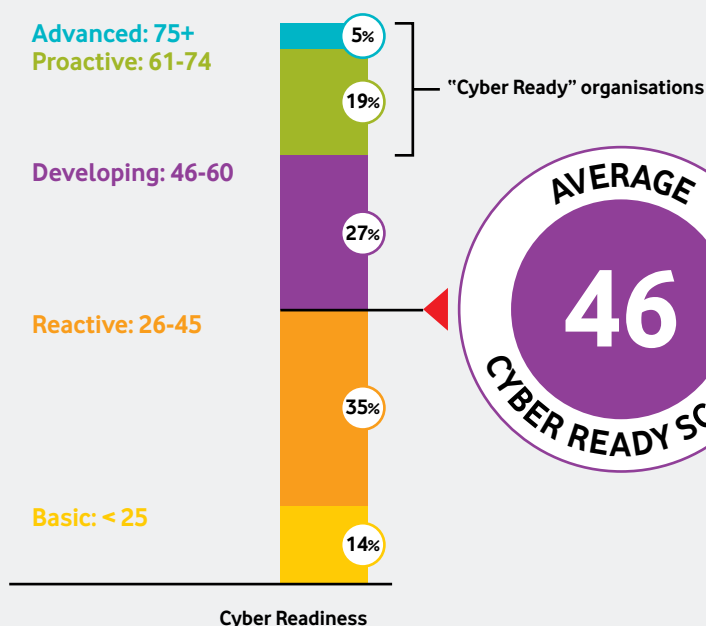 Advanced: 75+
5%
Proactive: 61-74
"Cyber Ready" organisations
19%
Developing: 46-60
AVERAGE
27%
46
Reactive: 26-45
CYBER READY
35%
Basic: < 25
14%
Cyber Readiness